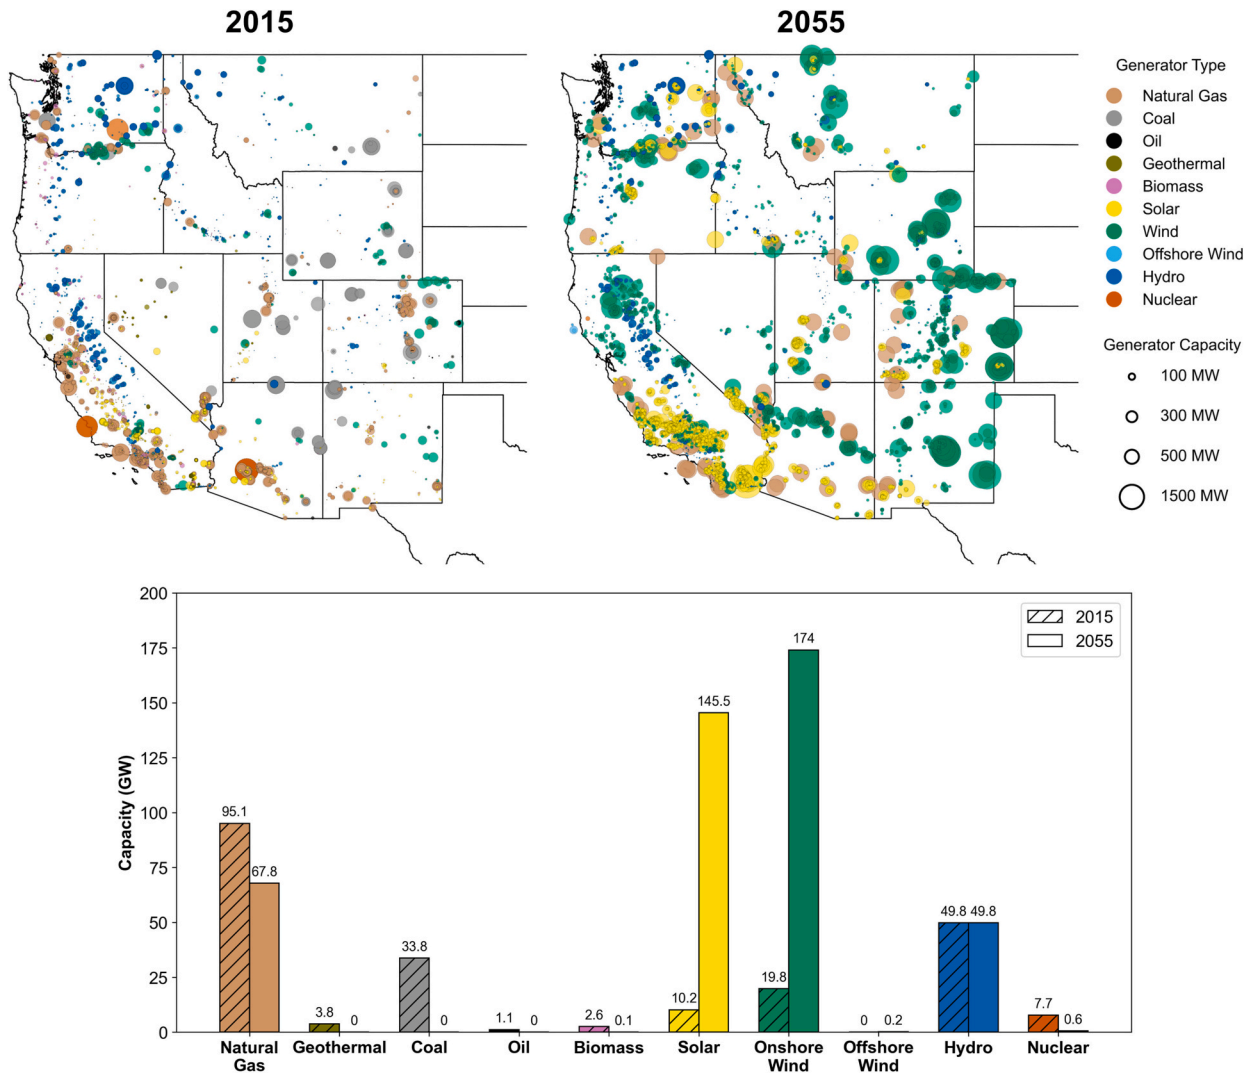 2015
2055
Generator Type
Natural Gas
Coal
Oil
Geothermal
Biomass
Solar
Wind
Offshore Wind
Hydro
Nuclear
Generator Capacity
100 MW
300 MW
500 MW
1500 MW
200
175
150
125
100
75
50
25
0
Capacity (GW)
2015
2055
95.1
67.8
3.8
0
33.8
0
1.1
0
2.6
0.1
10.2
145.5
19.8
174
0
0.2
49.8
49.8
7.7
0.6
Natural
Gas
Geothermal
Coal
Oil
Biomass
Solar
Onshore
Wind
Offshore
Wind
Hydro
Nuclear